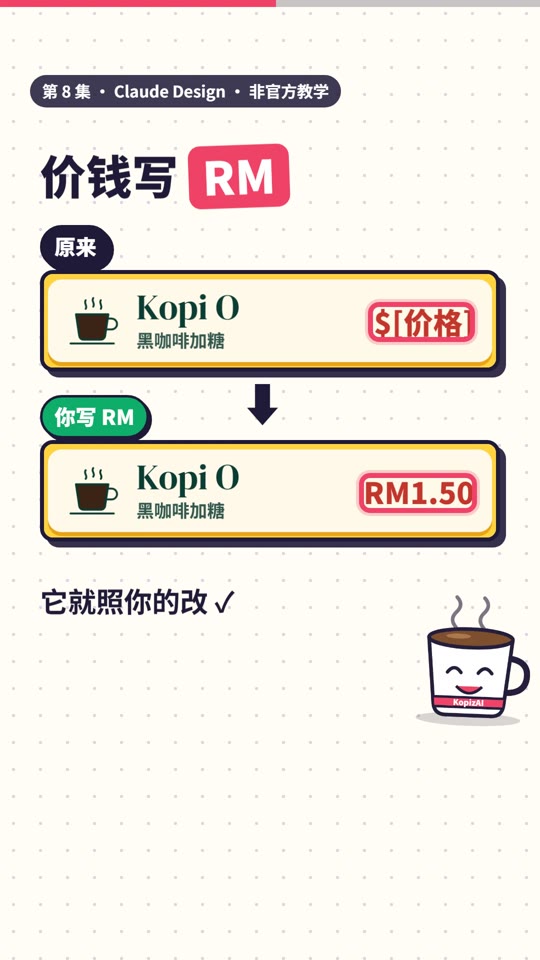 第 8 集 · Claude Design · 非官方教学
价钱写 RM
原来
Kopi O
黑咖啡加糖
$[价格]
你写 RM
Kopi O
黑咖啡加糖
RM1.50
它就照你的改 ✓
KopizAI